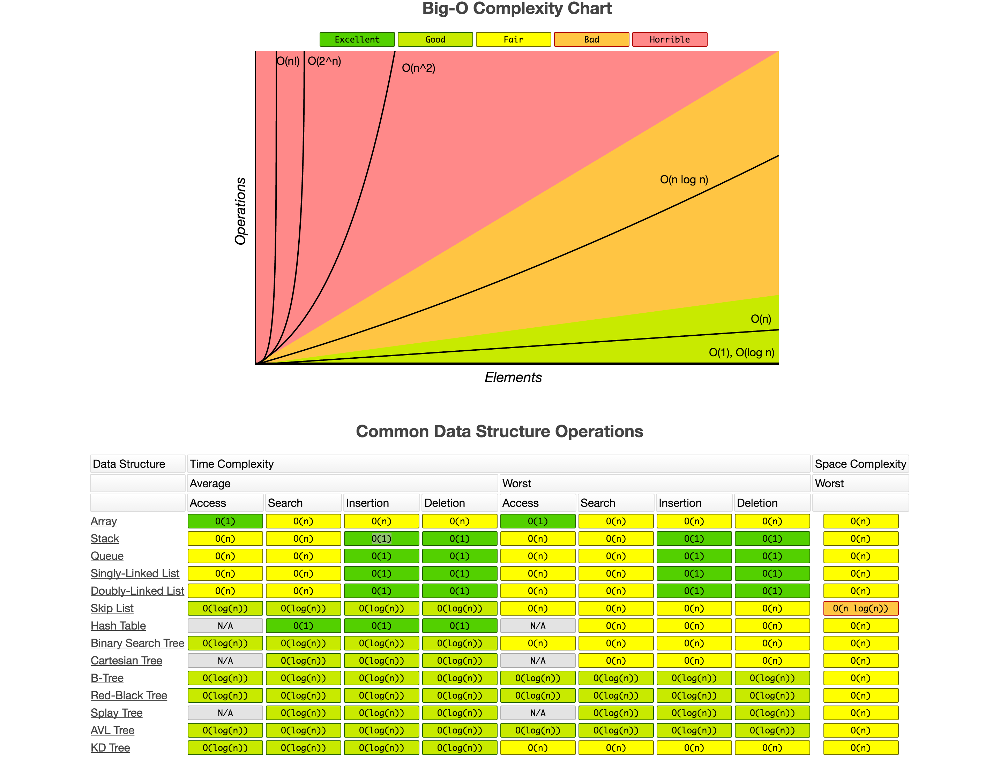 Big-O Complexity Chart
Excellent Good Fair Bad Horrible
O(n!) O(2^n)
O(n^2)
O(n log n)
Operations
O(n)
O(1), O(log n)
Elements
Common Data Structure Operations
Data Structure Time Complexity Space Complexity
Average Worst Worst
Access Search Insertion Deletion Access Search Insertion Deletion
Array O(1) O(n) O(n) O(n) O(1) O(n) O(n) O(n) O(n)
Stack O(n) O(n) O(1) O(1) O(n) O(n) O(1) O(1) O(n)
Queue O(n) O(n) O(1) O(1) O(n) O(n) O(1) O(1) O(n)
Singly-Linked List O(n) O(n) O(1) O(1) O(n) O(n) O(1) O(1) O(n)
Doubly-Linked List O(n) O(n) O(1) O(1) O(n) O(n) O(1) O(1) O(n)
Skip List O(log(n)) O(log(n)) O(log(n)) O(log(n)) O(n) O(n) O(n) O(n) O(n log(n))
Hash Table N/A O(1) O(1) O(1) N/A O(n) O(n) O(n) O(n)
Binary Search Tree O(log(n)) O(log(n)) O(log(n)) O(log(n)) O(n) O(n) O(n) O(n) O(n)
Cartesian Tree N/A O(log(n)) O(log(n)) O(log(n)) N/A O(n) O(n) O(n) O(n)
B-Tree O(log(n)) O(log(n)) O(log(n)) O(log(n)) O(log(n)) O(log(n)) O(log(n)) O(log(n)) O(n)
Red-Black Tree O(log(n)) O(log(n)) O(log(n)) O(log(n)) O(log(n)) O(log(n)) O(log(n)) O(log(n)) O(n)
Splay Tree N/A O(log(n)) O(log(n)) O(log(n)) N/A O(log(n)) O(log(n)) O(log(n)) O(n)
AVL Tree O(log(n)) O(log(n)) O(log(n)) O(log(n)) O(log(n)) O(log(n)) O(log(n)) O(log(n)) O(n)
KD Tree O(log(n)) O(log(n)) O(log(n)) O(log(n)) O(n) O(n) O(n) O(n) O(n)